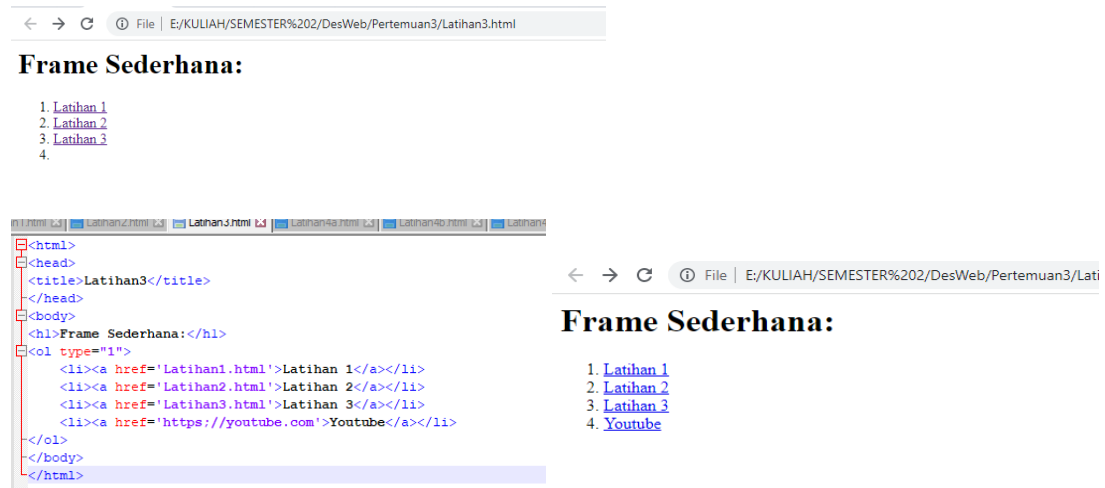 File | E:/KULIAH/SEMESTER%202/DesWeb/Pertemuan3/Latihan3.html
Frame Sederhana:
1. Latihan 1
2. Latihan 2
3. Latihan 3
4.
n1.html Latihan2.html Latihan3.html Latihan4a.html Latihan4b.html Latihan4
<html>
<head>
<title>Latihan3</title>
</head>
<body>
<h1>Frame Sederhana:</h1>
<ol type="1">
<li><a href='Latihan1.html'>Latihan 1</a></li>
<li><a href='Latihan2.html'>Latihan 2</a></li>
<li><a href='Latihan3.html'>Latihan 3</a></li>
<li><a href='https;//youtube.com'>Youtube</a></li>
</ol>
</body>
</html>
File | E:/KULIAH/SEMESTER%202/DesWeb/Pertemuan3/Lati
Frame Sederhana:
1. Latihan 1
2. Latihan 2
3. Latihan 3
4. Youtube